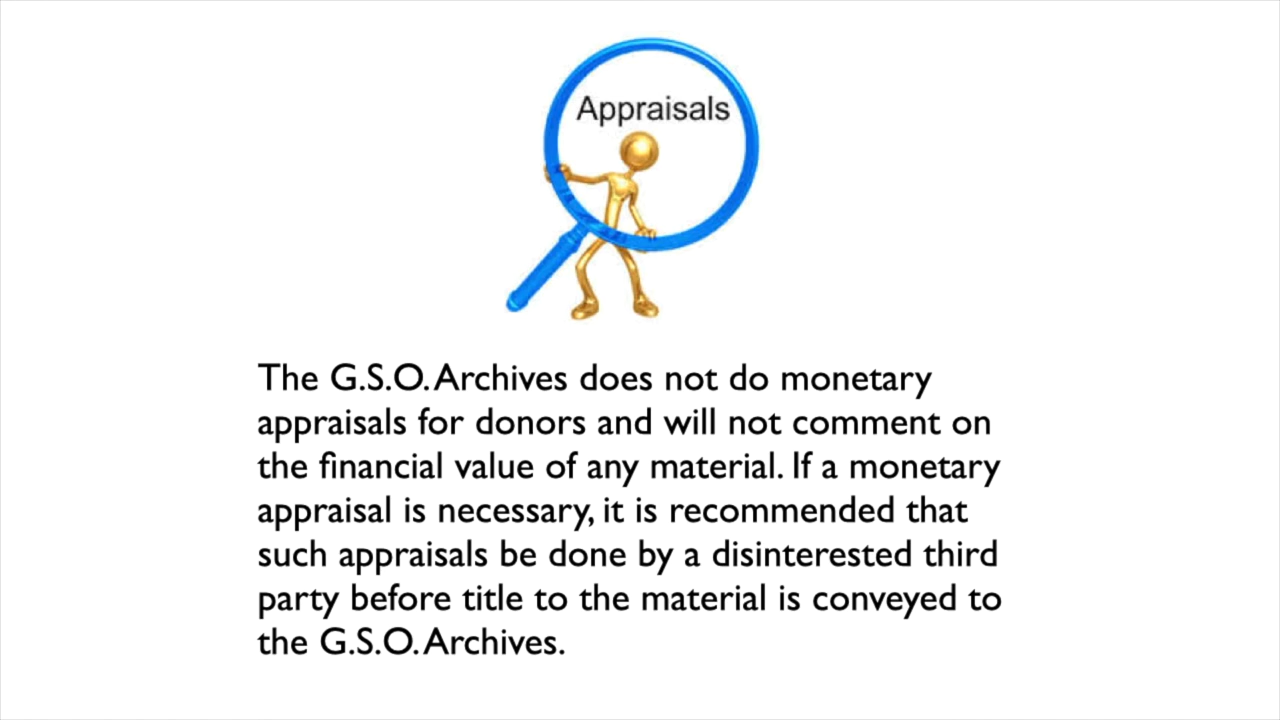 Appraisals
The G.S.O. Archives does not do monetary
appraisals for donors and will not comment on
the financial value of any material. If a monetary
appraisal is necessary, it is recommended that
such appraisals be done by a disinterested third
party before title to the material is conveyed to
the G.S.O. Archives.